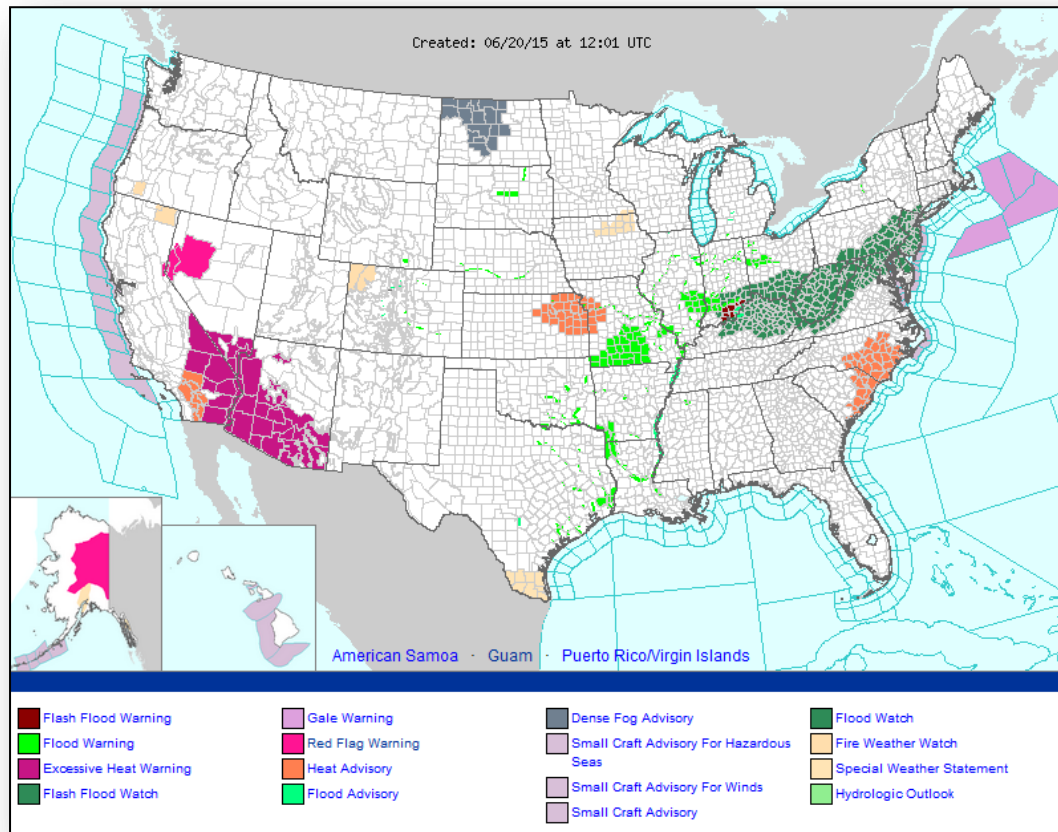 Created: 06/20/15 at 12:01 UTC
American Samoa · Guam · Puerto Rico/Virgin Islands
Flash Flood Warning
Flood Warning
Excessive Heat Warning
Flash Flood Watch
Gale Warning
Red Flag Warning
Heat Advisory
Flood Advisory
Dense Fog Advisory
Small Craft Advisory For Hazardous
Seas
Small Craft Advisory For Winds
Small Craft Advisory
Flood Watch
Fire Weather Watch
Special Weather Statement
Hydrologic Outlook